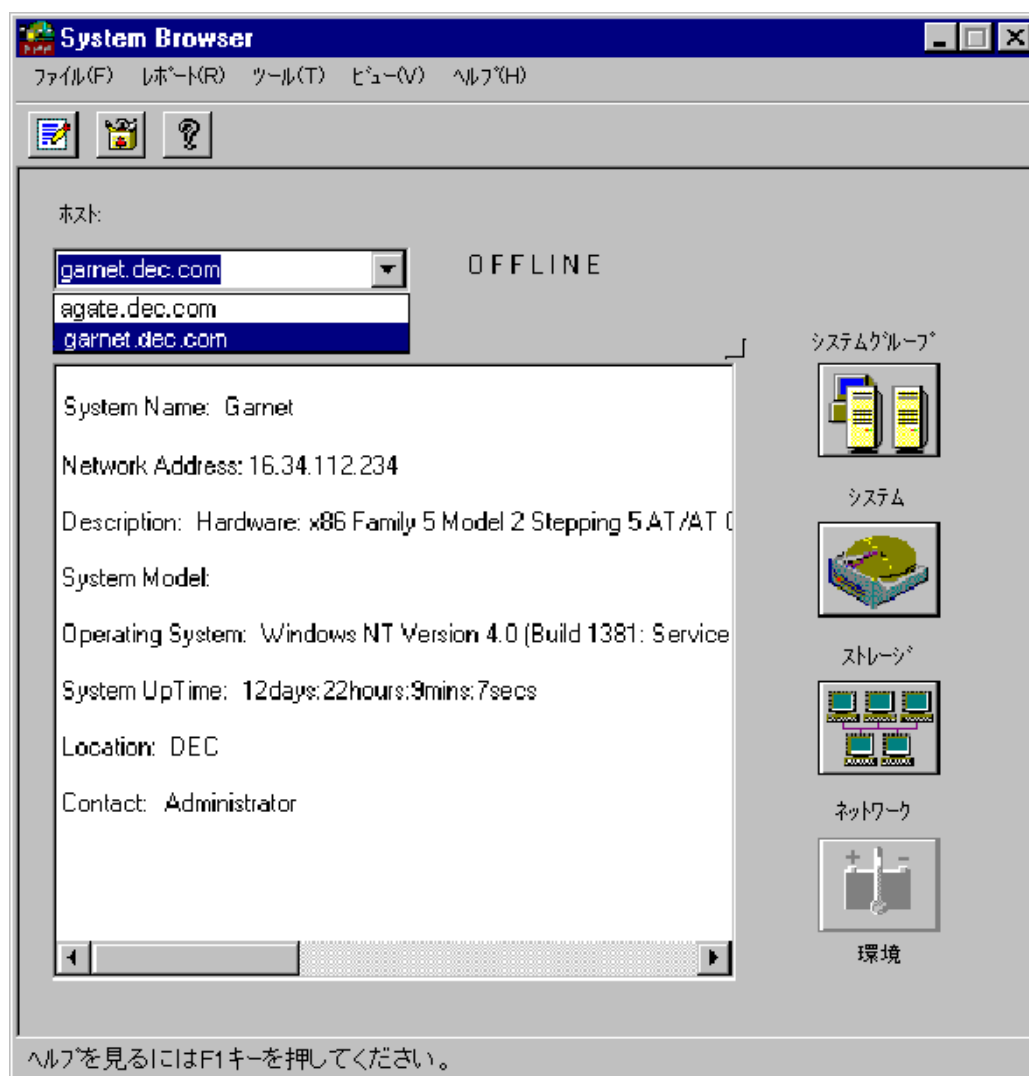 System Browser
ファイル(F) レポート(R) ツール(T) ビュー(V) ヘルプ(H)
ホスト:
garnet.dec.com
OFFLINE
agate.dec.com
garnet.dec.com
System Name: Garnet
Network Address: 16.34.112.234
Description: Hardware: x86 Family 5 Model 2 Stepping 5 AT/AT
System Model:
Operating System: Windows NT Version 4.0 (Build 1381: Service
System UpTime: 12days:22hours:9mins:7secs
Location: DEC
Contact: Administrator
システムグループ
システム
ストレージ
ネットワーク
環境
ヘルプを見るにはF1キーを押してください。